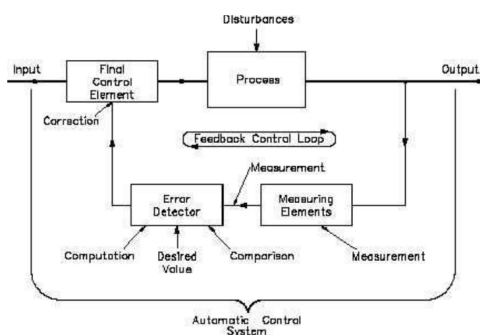 Disturbances
Input
Final
Control
Element
Process
Output
Correction
Feedback Control Loop
Measurement
Error
Detector
Measuring
Elements
Computation
Desired
Value
Comparison
Measurement
Automatic Control
System